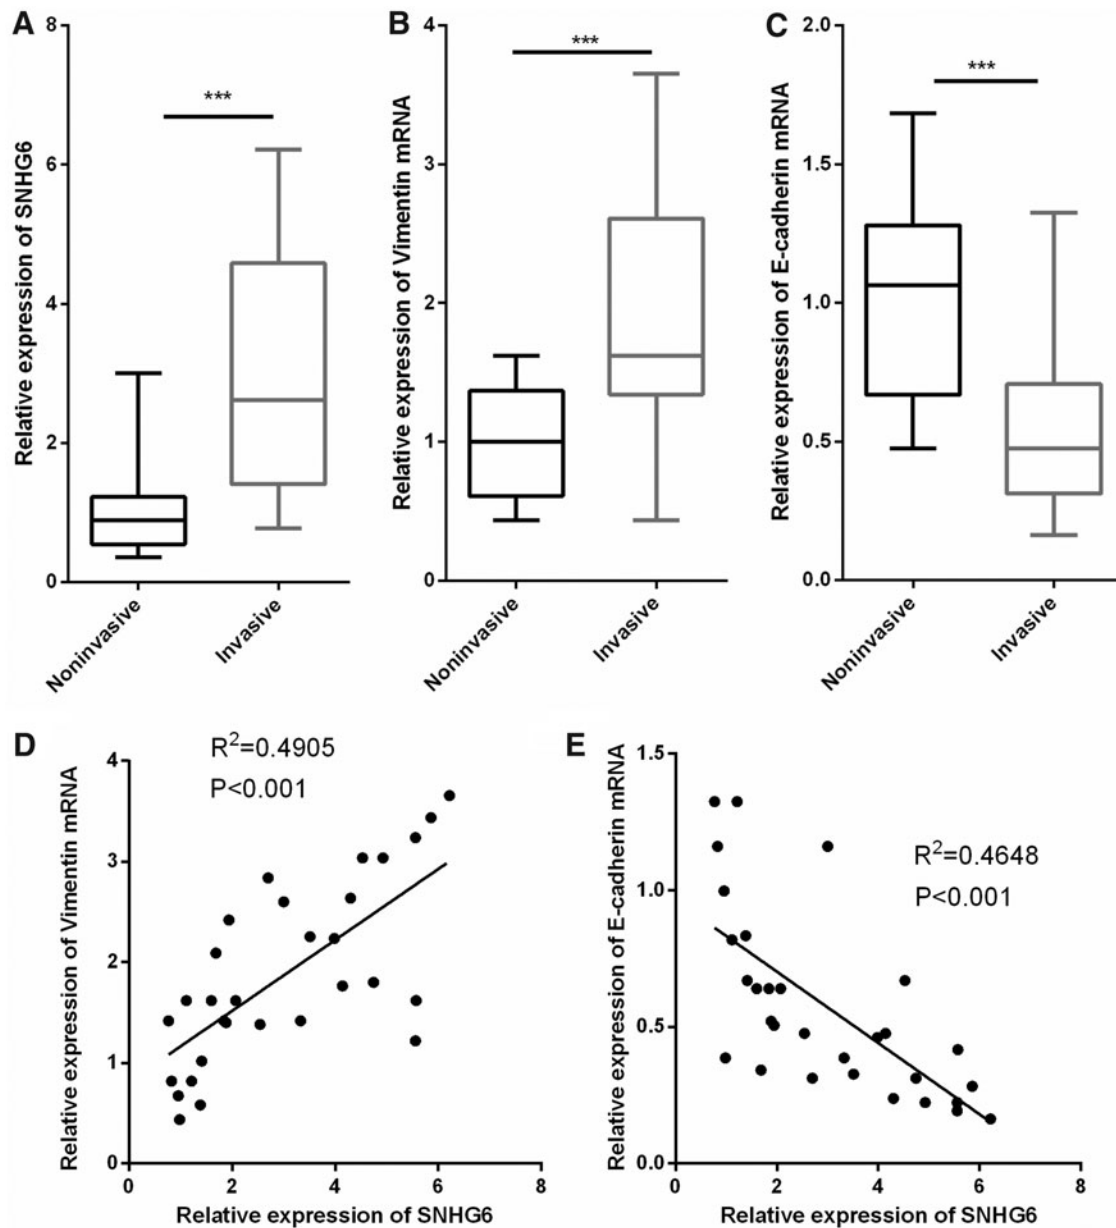 A
Relative expression of SNHG6
8
6
4
2
0
***
Noninvasive
Invasive
B
Relative expression of Vimentin mRNA
4
3
2
1
0
***
Noninvasive
Invasive
C
Relative expression of E-cadherin mRNA
2.0
1.5
1.0
0.5
0.0
***
Noninvasive
Invasive
D
R²=0.4905
P<0.001
Relative expression of Vimentin mRNA
4
3
2
1
0
0 2 4 6 8
Relative expression of SNHG6
E
R²=0.4648
P<0.001
Relative expression of E-cadherin mRNA
1.5
1.0
0.5
0.0
0 2 4 6 8
Relative expression of SNHG6